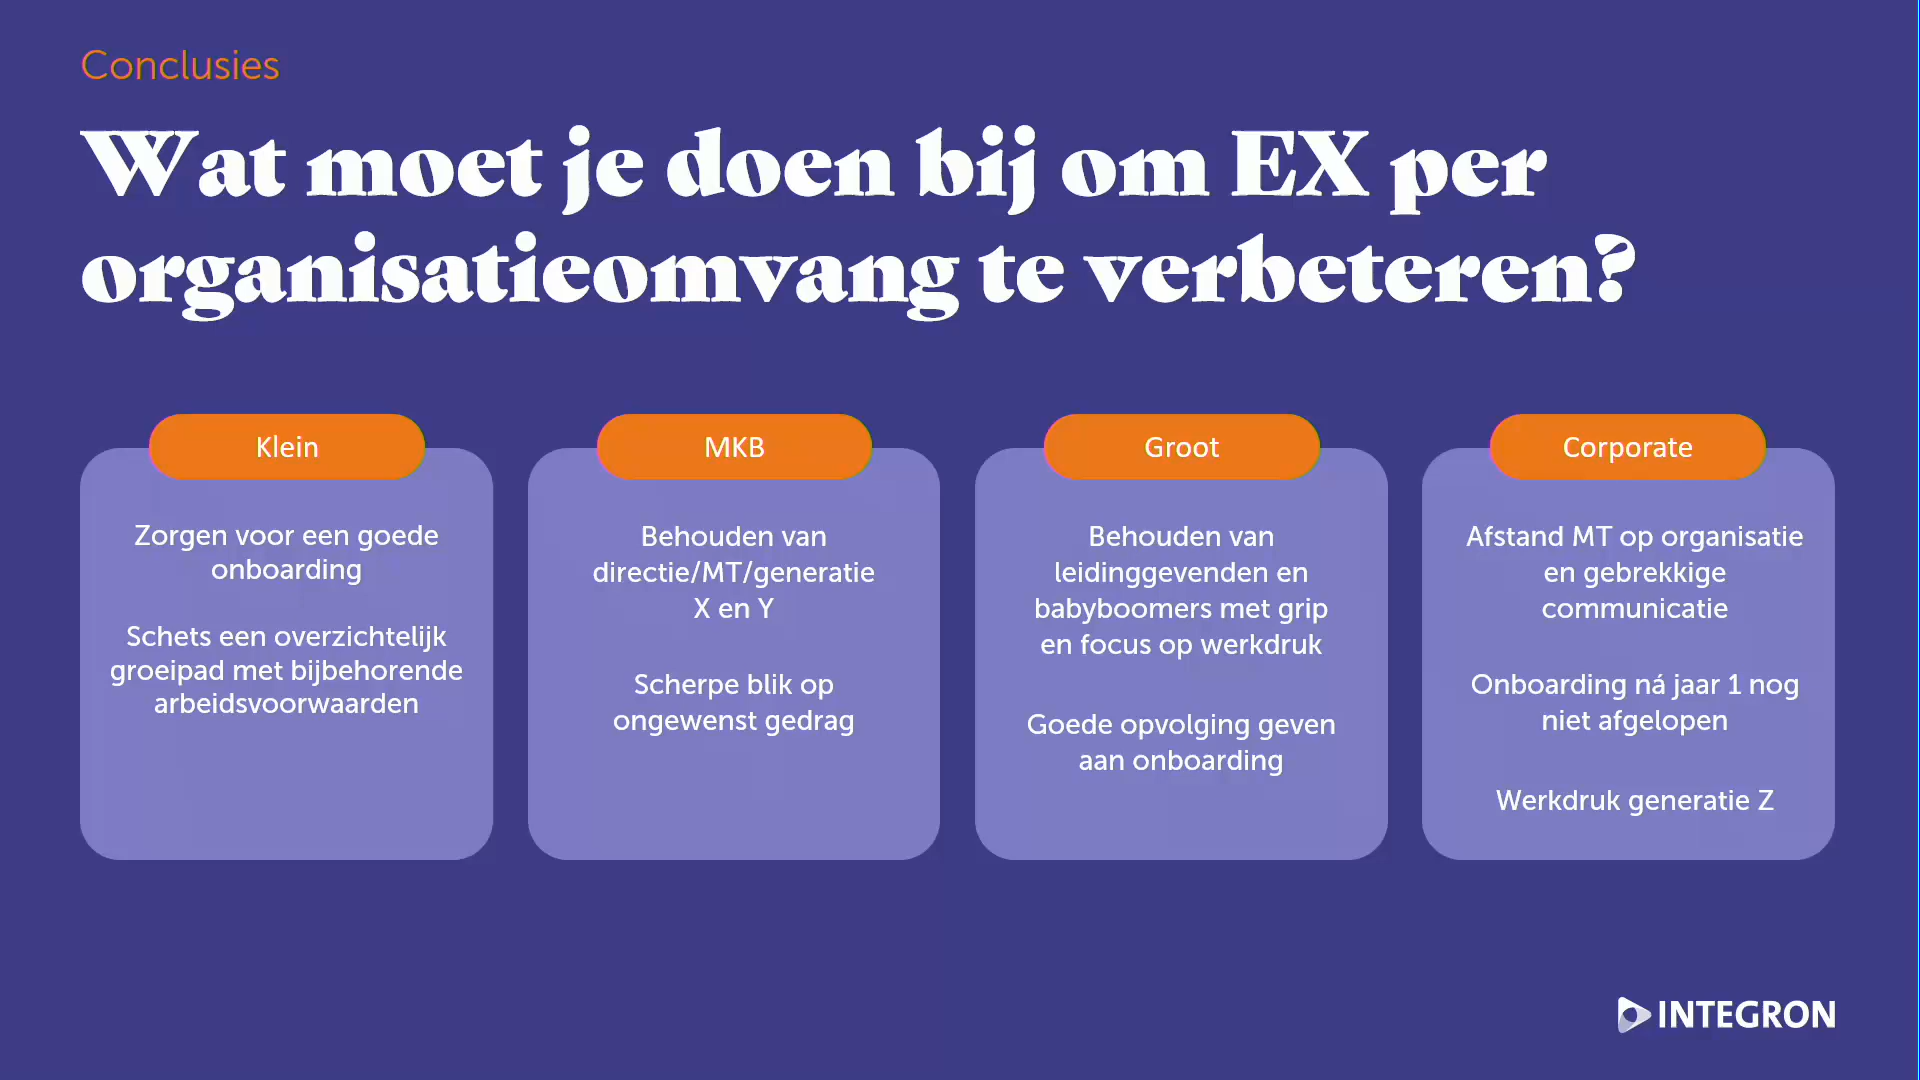 Conclusies
Wat moet je doen bij om EX per
organisatieomvang te verbeteren?
Klein
Zorgen voor een goede
onboarding
Schets een overzichtelijk
groeipad met bijbehorende
arbeidsvoorwaarden
MKB
Behouden van
directie/MT/generatie
X en Y
Scherpe blik op
ongewenst gedrag
Groot
Behouden van
leidinggevenden en
babyboomers met grip
en focus op werkdruk
Goede opvolging geven
aan onboarding
Corporate
Afstand MT op organisatie
en gebrekkige
communicatie
Onboarding ná jaar 1 nog
niet afgelopen
Werkdruk generatie Z
INTEGRON